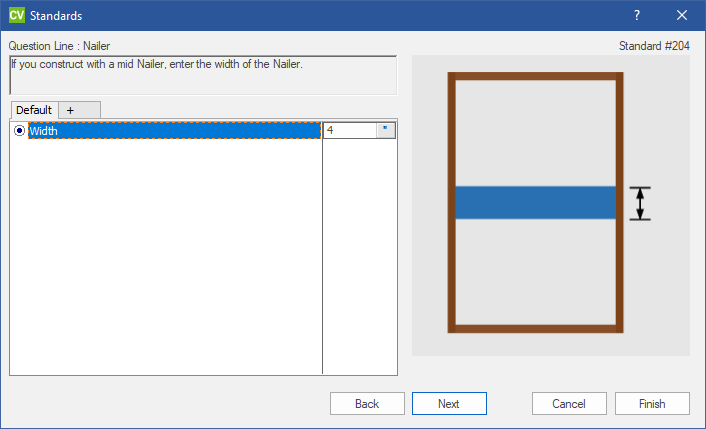 CV Standards ?
Question Line : Nailer Standard #204
If you construct with a mid Nailer, enter the width of the Nailer.
Default +
Width 4 "
Back Next Cancel Finish